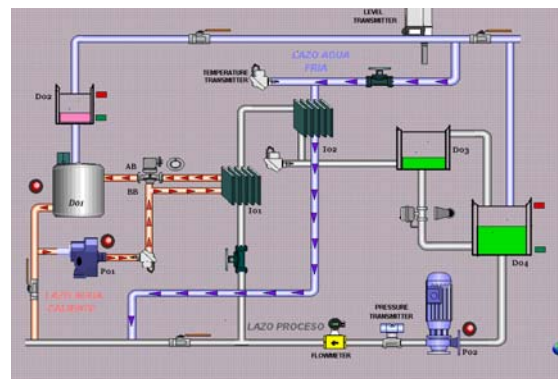 LEVEL
TRANSMITTER
LAZO AGUA
FRIA
TEMPERATURE
TRANSMITTER
D02
I02
D03
AB
BB
D01
I01
D04
P01
LAZO AGUA
CALIENTE
LAZO PROCESO
PRESSURE
TRANSMITTER
FLOWMETER
P02